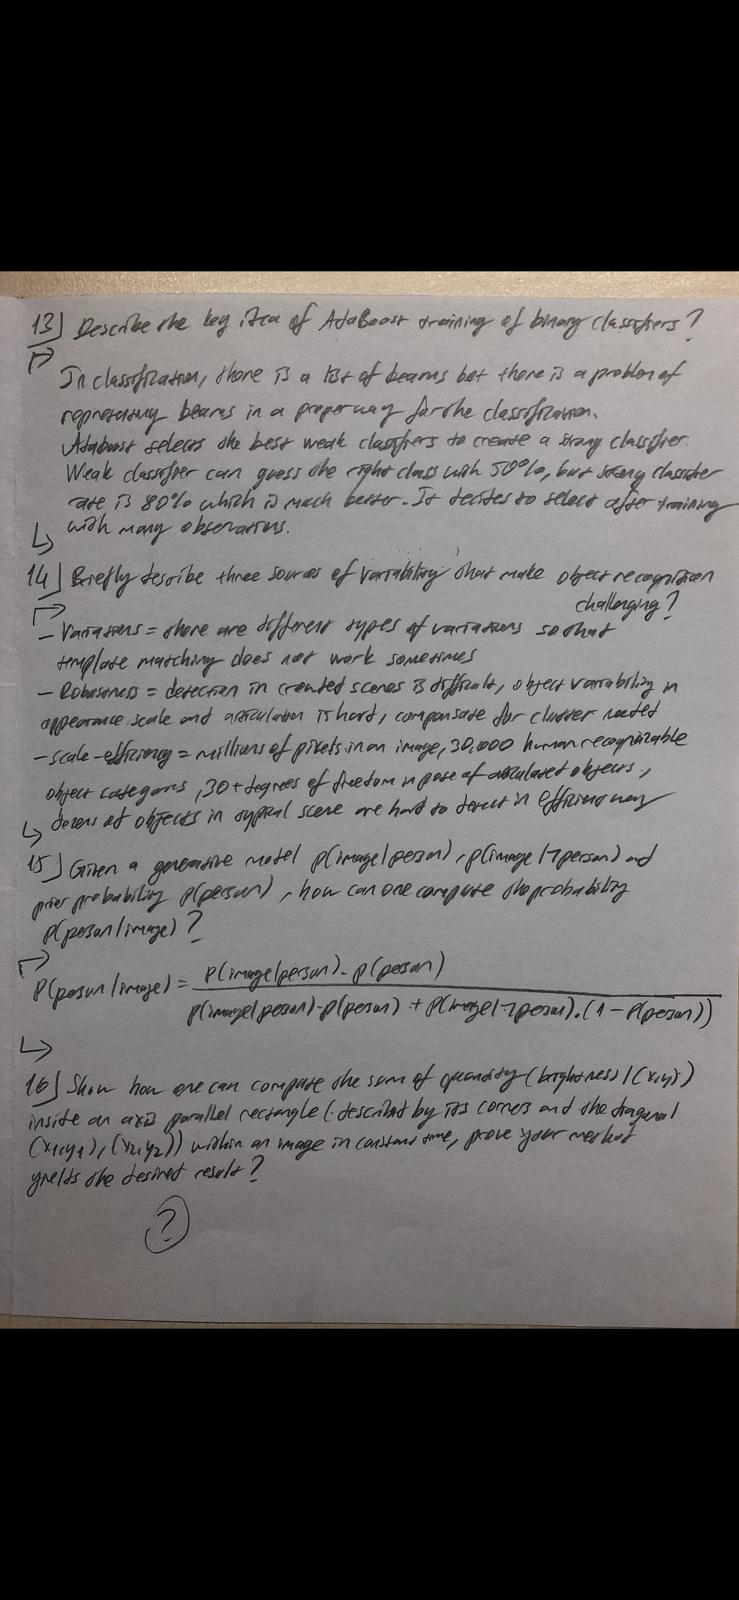 13] Describe the key idea of AdaBoost training of binary classifiers?
In classification, there is a list of beams but there is a problem of
representing beams in a proper way for the classification.
Adaboost selects the best weak classifiers to create a strong classifier.
Weak classifier can guess the right class with 50%, but strong classifier
rate is 80% which is much better. It decides to select after training
with many observations.
14] Briefly describe three sources of variability that make object recognition
challenging?
- Variations = there are different types of variations so that
template matching does not work sometimes
- Robustness = detection in crowded scenes is difficult, object variability in
appearance scale and articulation is hard, compensate for clutter needed
- scale-efficiency = millions of pixels in an image, 30,000 human recognizable
object categories, 30+ degrees of freedom in pose of articulated objects,
dozens of objects in typical scene are hard to detect in efficient way
15] Given a generative model p(image|person), p(image|¬person) and
prior probability p(person), how can one compute the probability
p(person|image)?
P(person|image) = p(image|person) . p(person)
p(image|person) . p(person) + p(image|¬person) . (1 - p(person))
16] Show how one can compute the sum of quantity (brightness) I(x,y)
inside an axis parallel rectangle (described by its corners and the diagonal
(x1,y1), (x2,y2)) within an image in constant time, prove your method
yields the desired result?
?